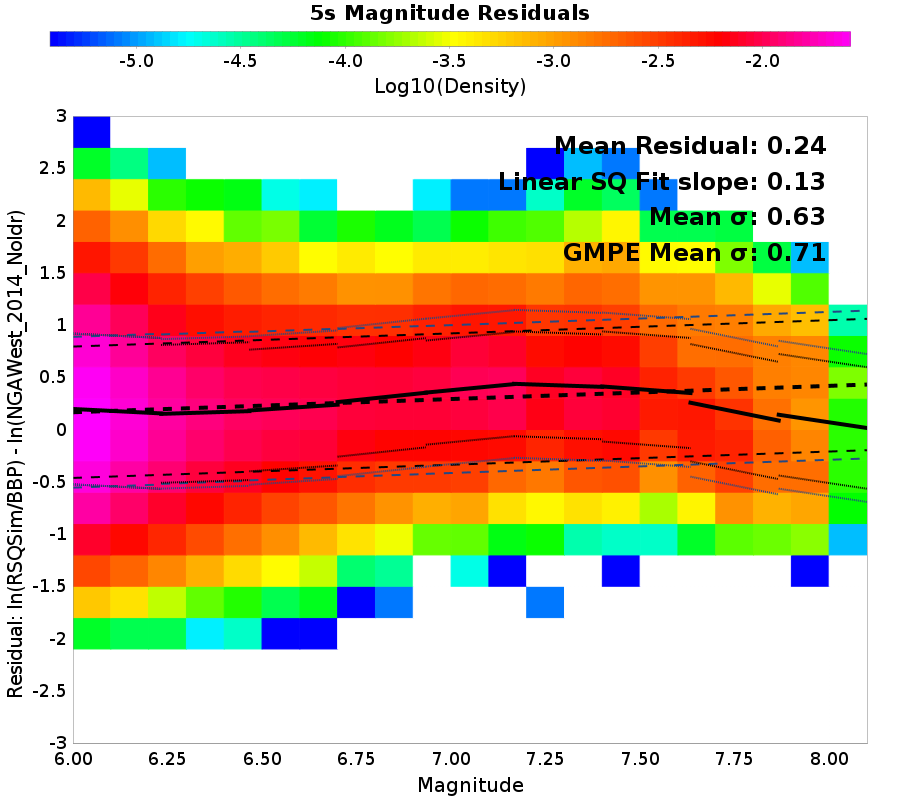 5s Magnitude Residuals
-5.0 -4.5 -4.0 -3.5 -3.0 -2.5 -2.0
Log10(Density)
Residual: ln(RSQSim/BBP) - ln(NGAWest_2014_NoIdr)
3
2.5
2
1.5
1
0.5
0
-0.5
-1
-1.5
-2
-2.5
-3
Mean Residual: 0.24
Linear SQ Fit slope: 0.13
Mean σ: 0.63
GMPE Mean σ: 0.71
6.00 6.25 6.50 6.75 7.00 7.25 7.50 7.75 8.00
Magnitude